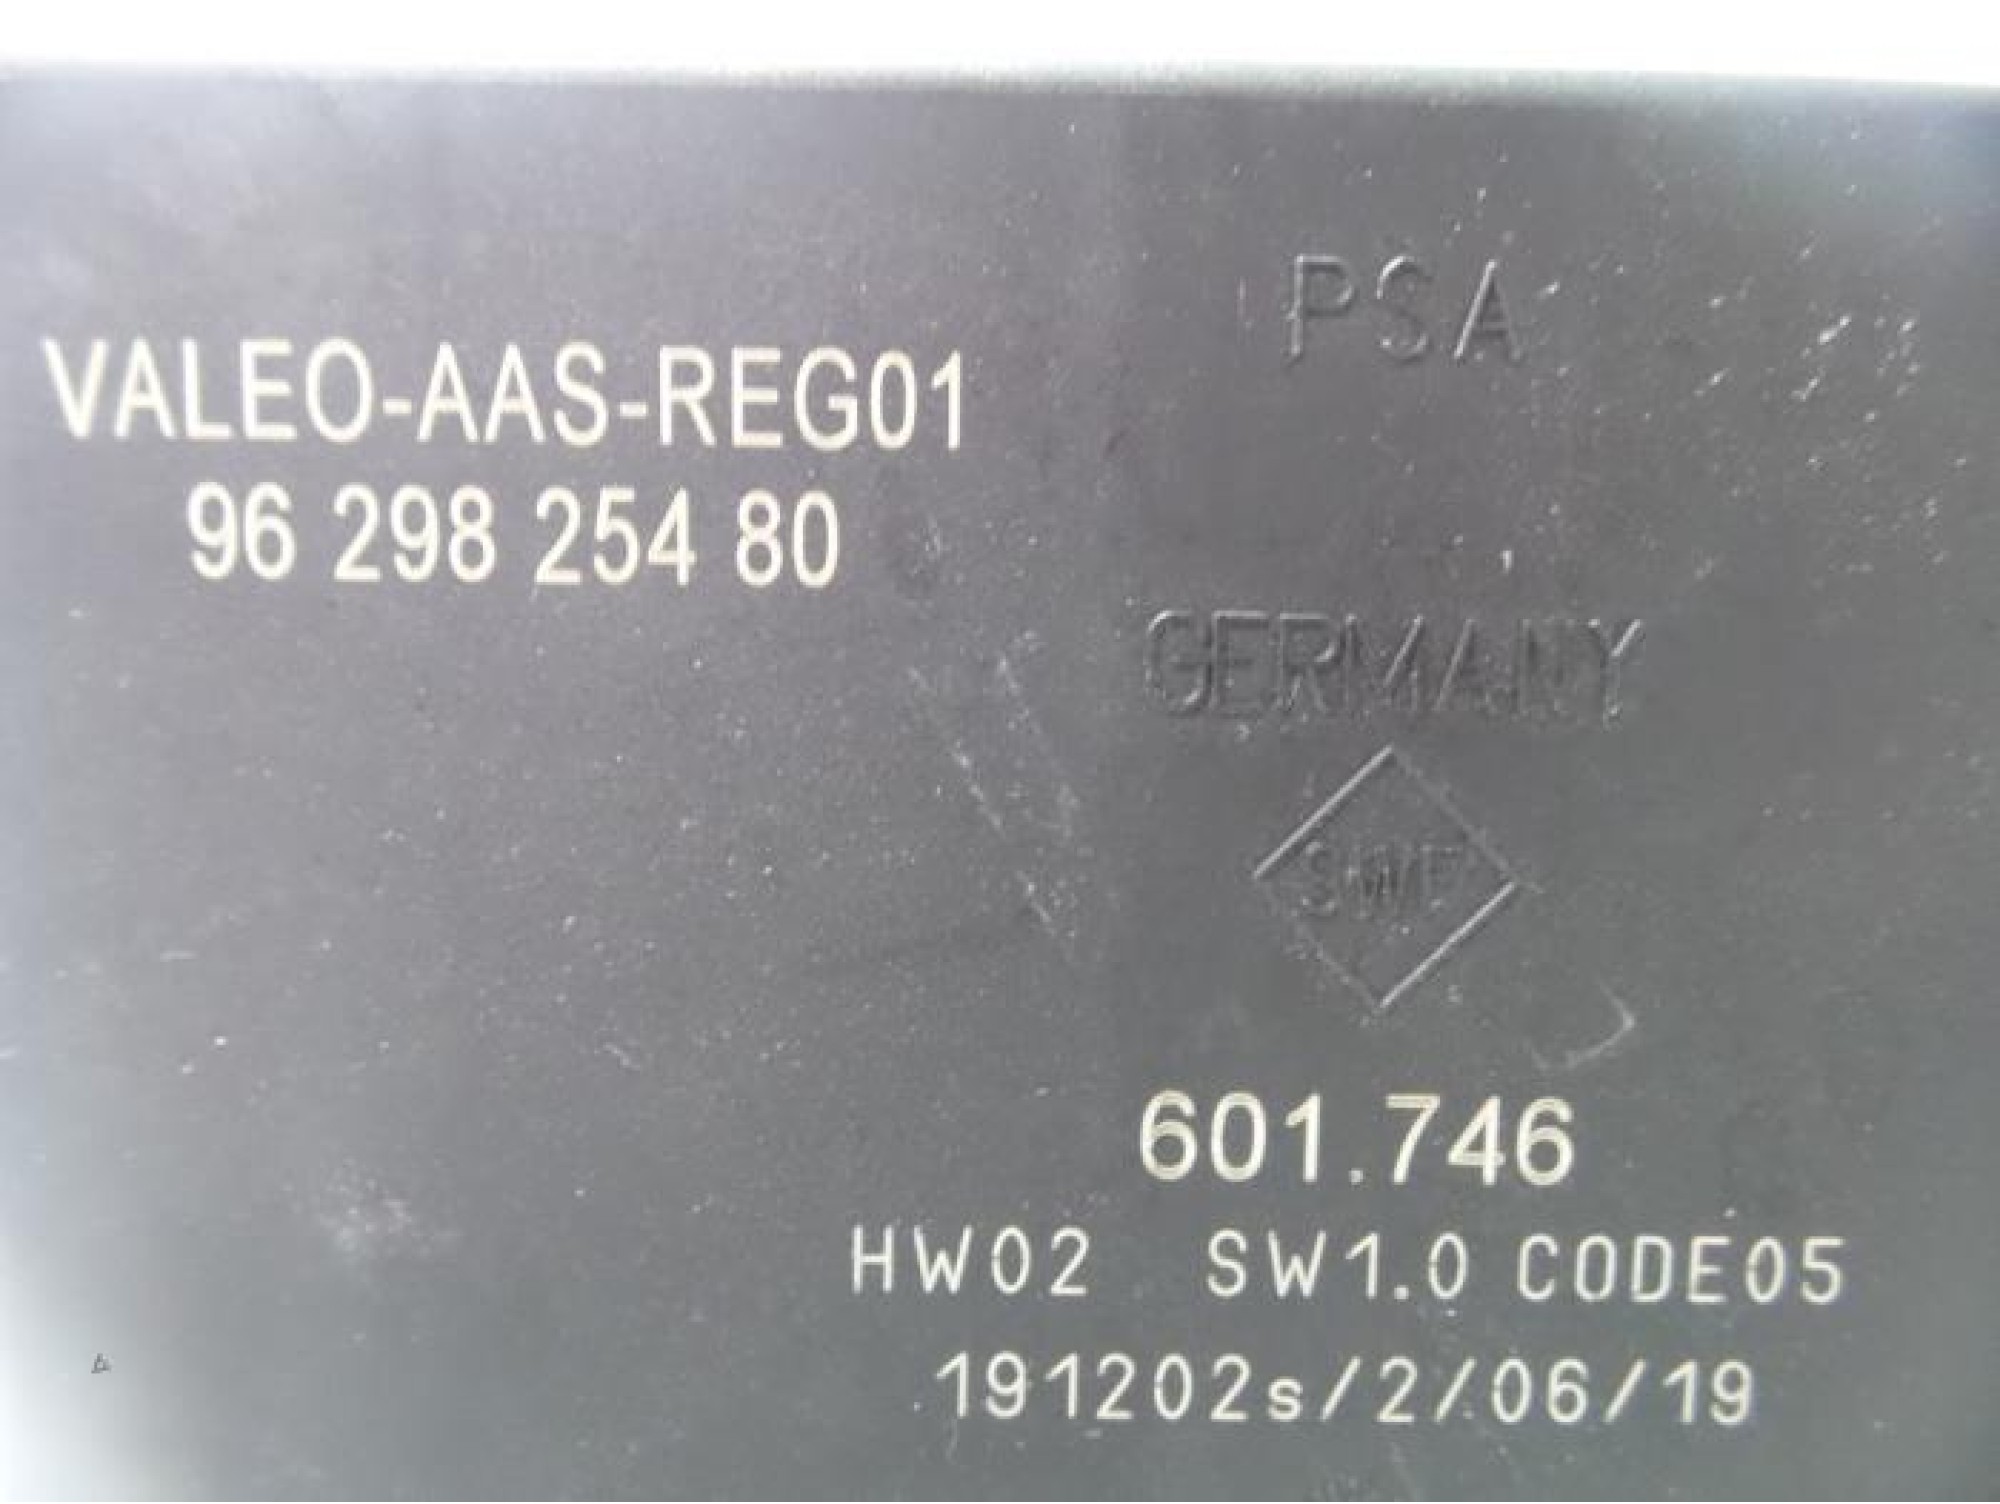 PSA
VALEO-AAS-REG01
96 298 254 80
GERMANY
SWF
601.746
HW02 SW1.0 CODE05
191202s/2/06/19